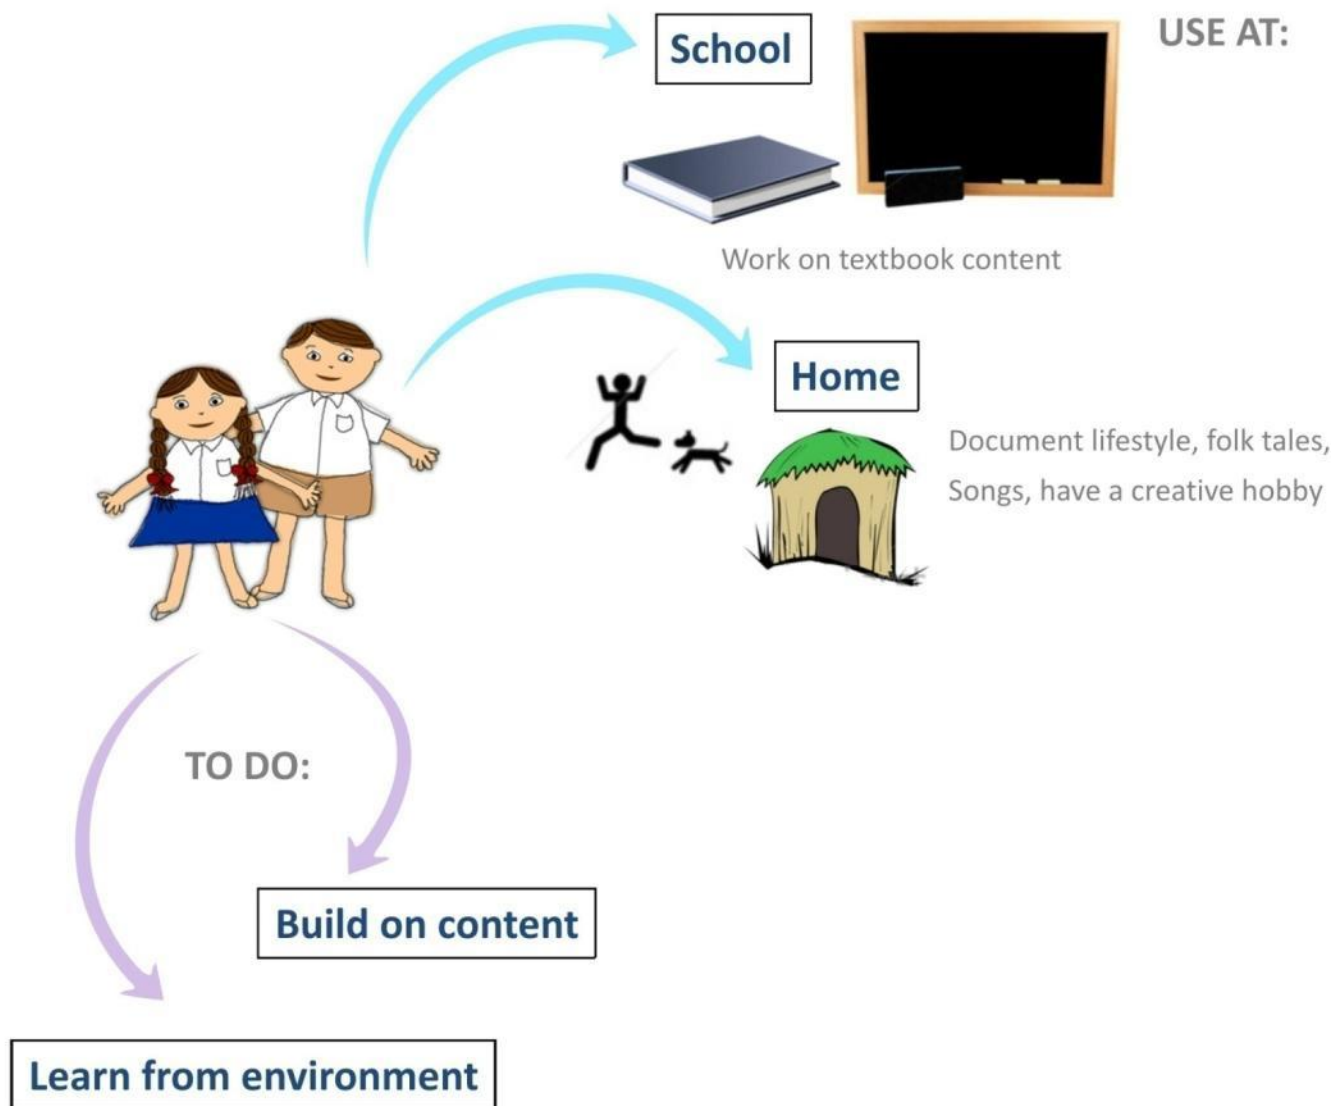 School
USE AT:
Work on textbook content
Home
Document lifestyle, folk tales,
Songs, have a creative hobby
TO DO:
Build on content
Learn from environment